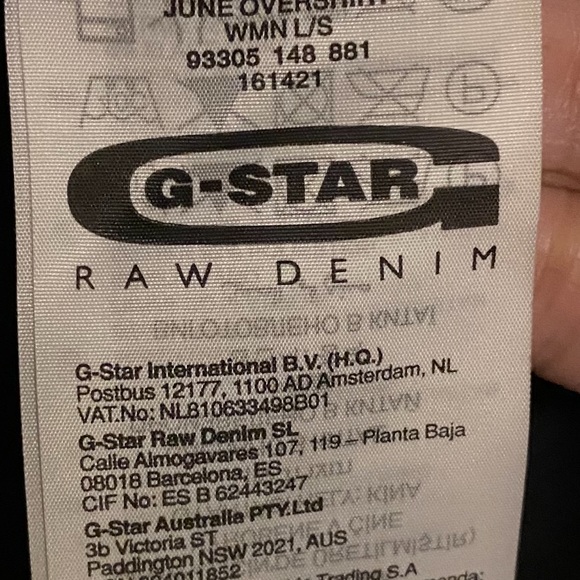 JUNE OVERSHIRT
WMN L/S
93305 148 881
161421
G-STAR
RAW DENIM
G-Star International B.V. (H.Q.)
Postbus 12177, 1100 AD Amsterdam, NL
VAT.No: NL810633498B01
G-Star Raw Denim SL
Calle Almogavares 107, 119 – Planta Baja
08018 Barcelona, ES
CIF No: ES B 62443247
G-Star Australia PTY.Ltd
3b Victoria ST
Paddington NSW 2021, AUS
Trading S.A